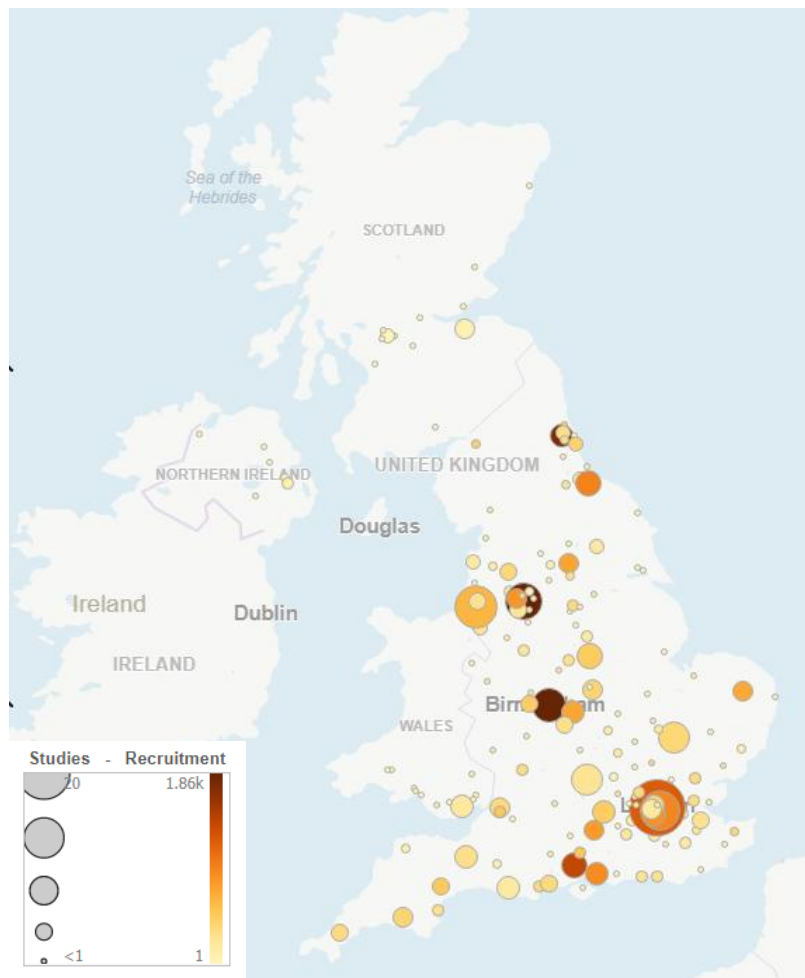 Sea of the
Hebrides
SCOTLAND
NORTHERN IRELAND
UNITED KINGDOM
Douglas
Ireland
Dublin
IRELAND
WALES
Studies - Recruitment
20
1.86k
<1
1